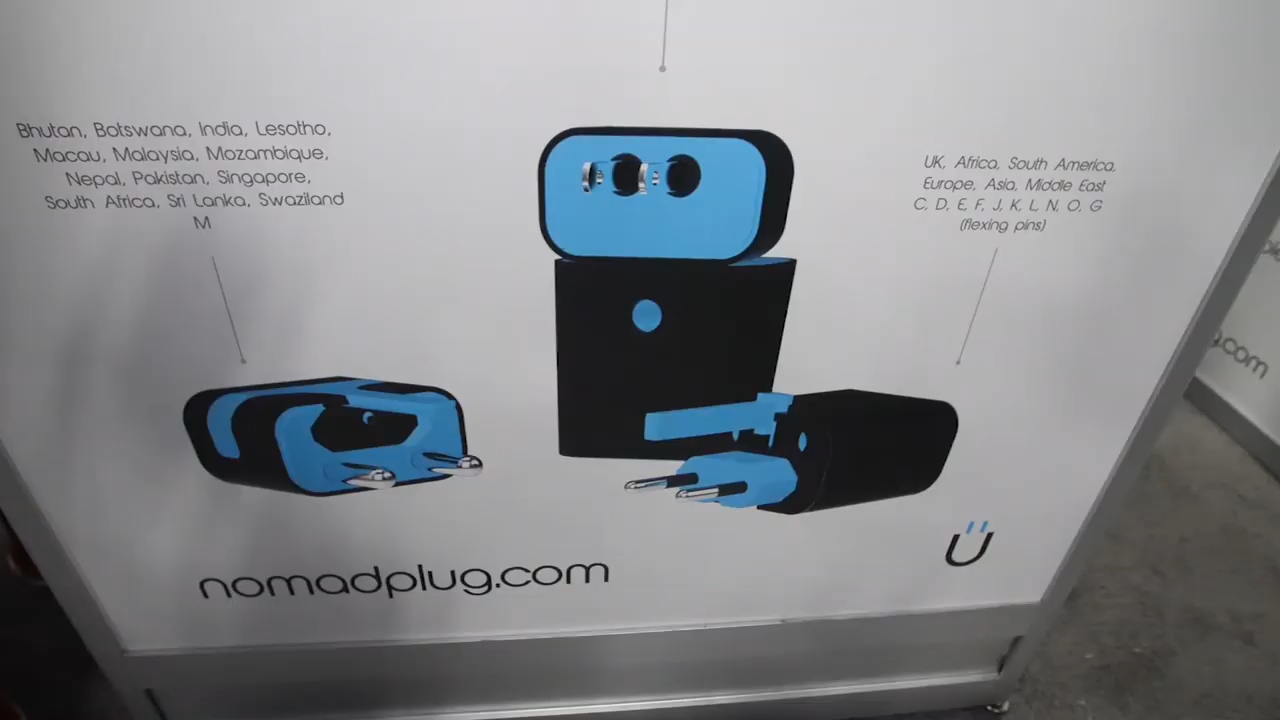 Bhutan, Botswana, India, Lesotho,
Macau, Malaysia, Mozambique,
Nepal, Pakistan, Singapore,
South Africa, Sri Lanka, Swaziland
M
UK, Africa, South America,
Europe, Asia, Middle East
C, D, E, F, J, K, L, N, O, G
(flexing pins)
nomadplug.com
.com